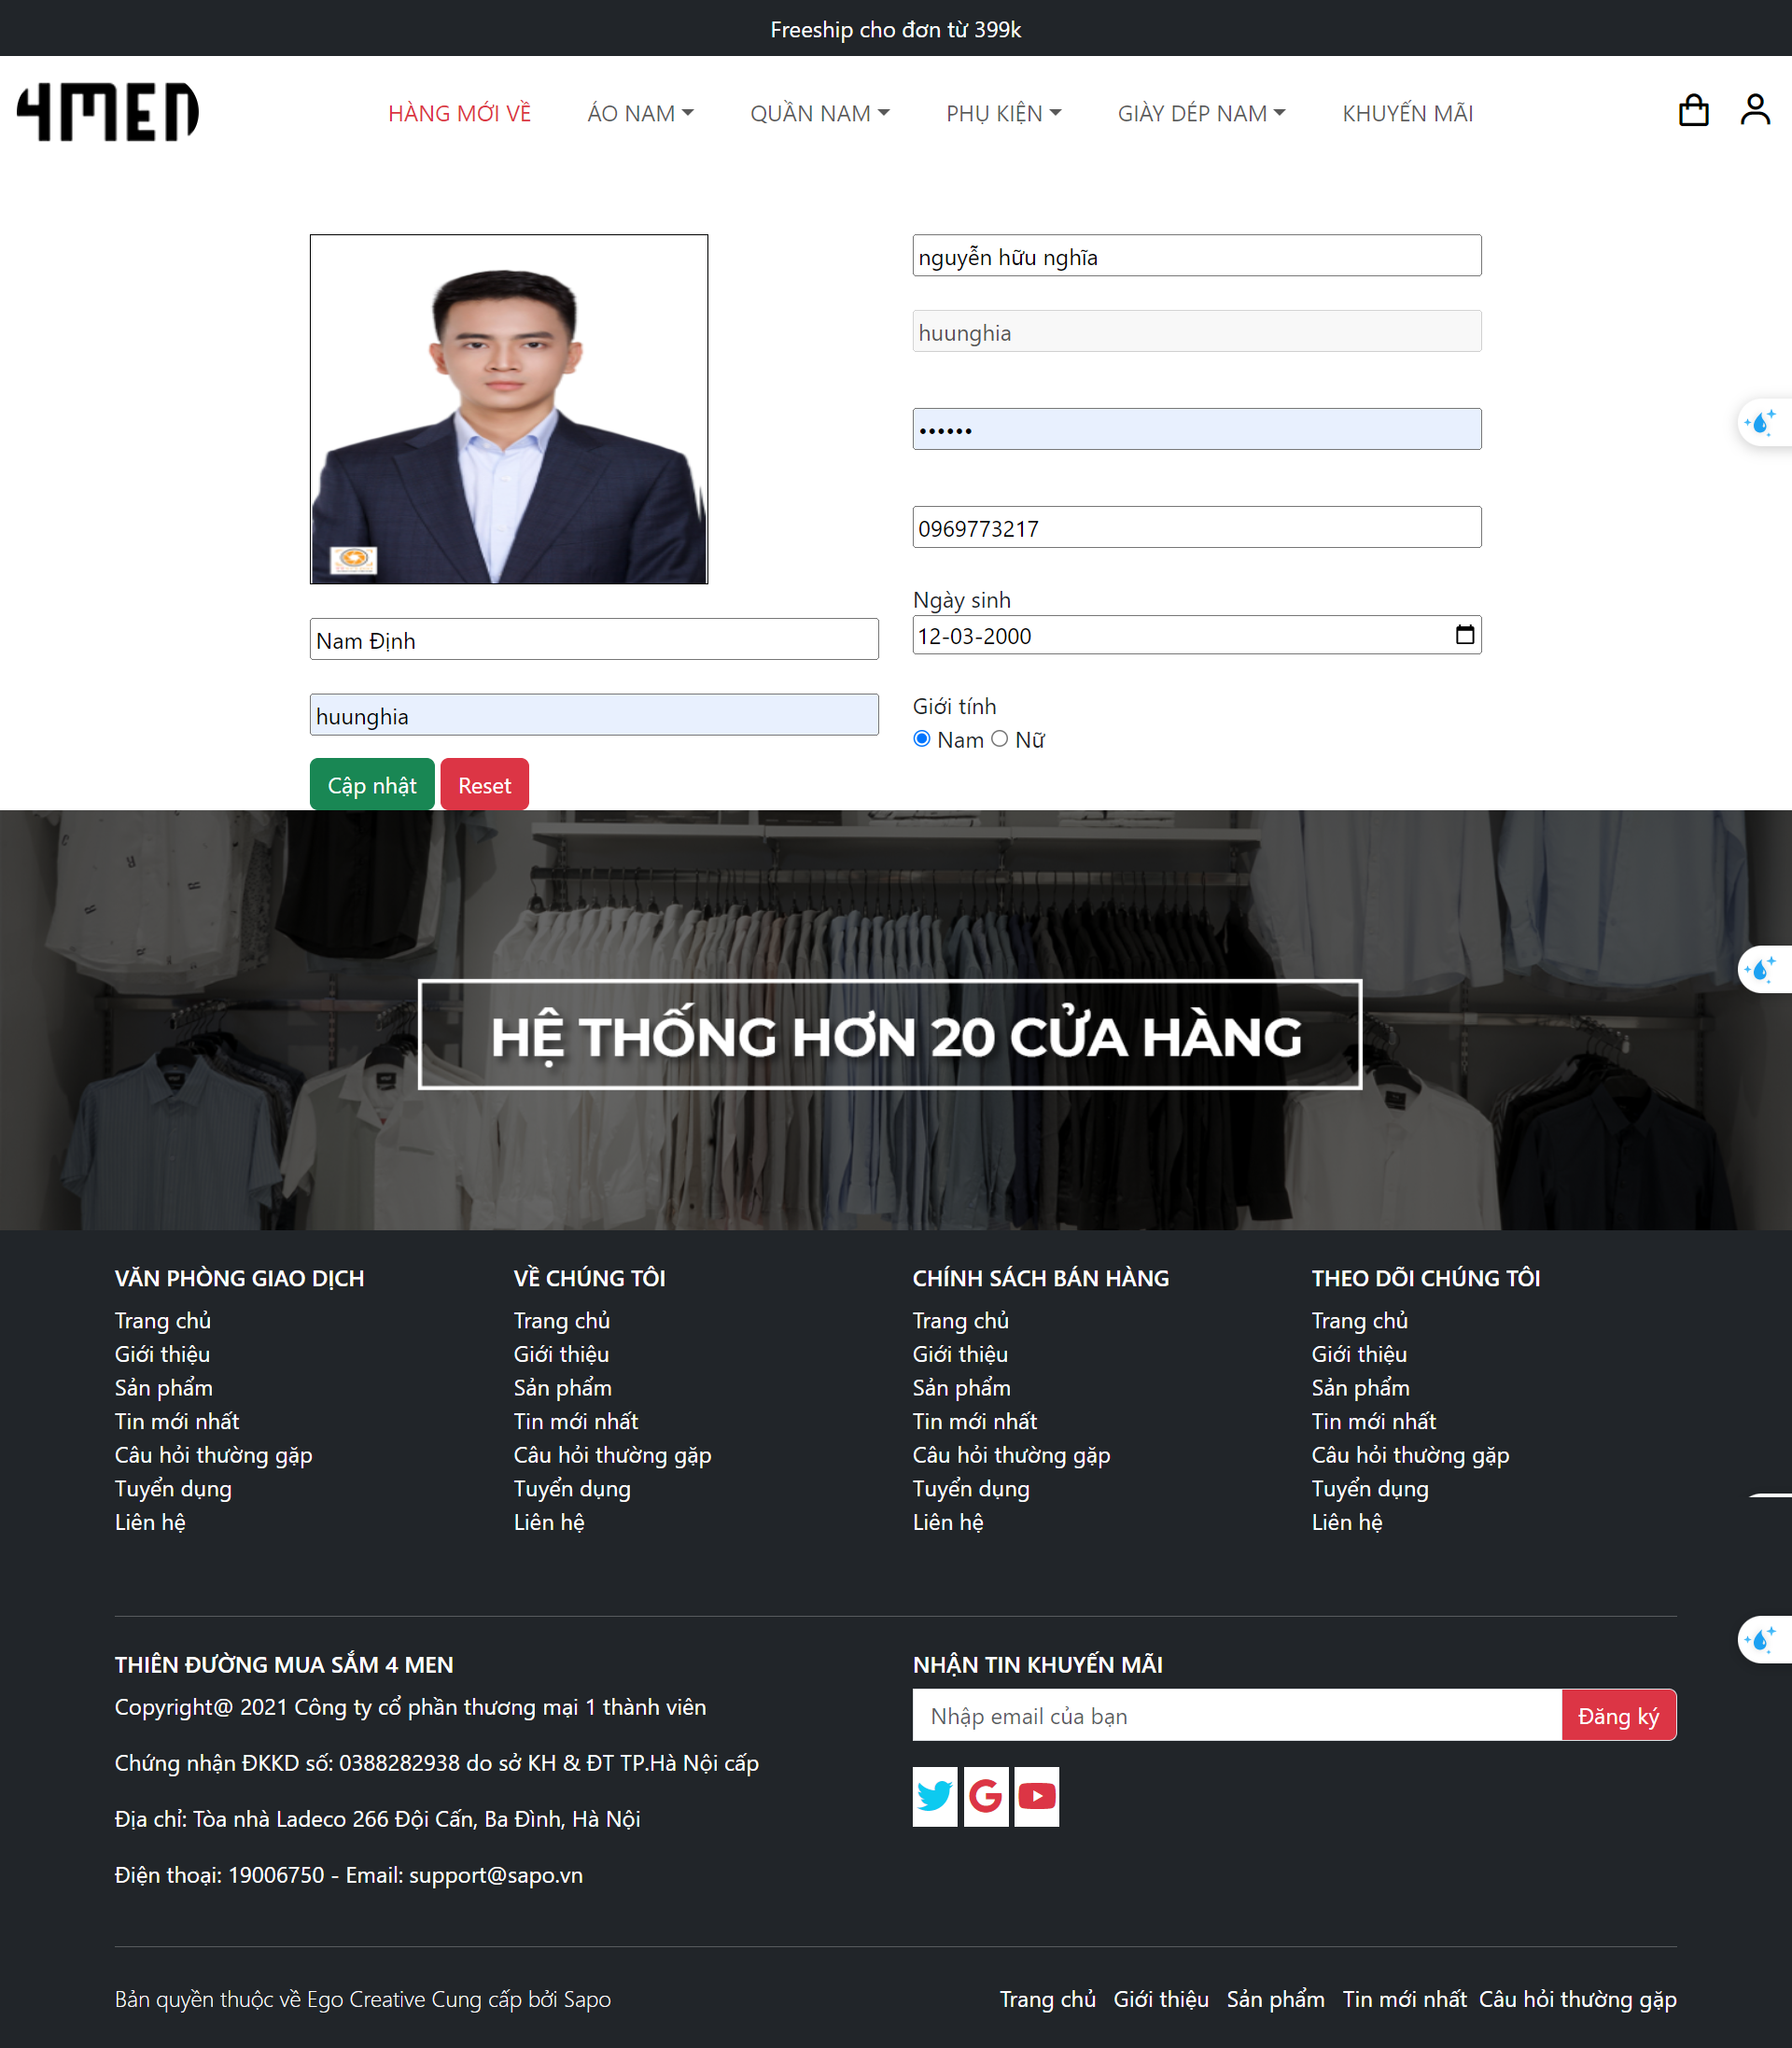 Freeship cho đơn từ 399k
4MEN
HÀNG MỚI VỀ
ÁO NAM
QUẦN NAM
PHỤ KIỆN
GIÀY DÉP NAM
KHUYẾN MÃI
nguyễn hữu nghĩa
huunghia
••••••
0969773217
Ngày sinh
12-03-2000
Giới tính
Nam Nữ
Nam Định
huunghia
Cập nhật Reset
HỆ THỐNG HƠN 20 CỬA HÀNG
VĂN PHÒNG GIAO DỊCH
Trang chủ
Giới thiệu
Sản phẩm
Tin mới nhất
Câu hỏi thường gặp
Tuyển dụng
Liên hệ
VỀ CHÚNG TÔI
Trang chủ
Giới thiệu
Sản phẩm
Tin mới nhất
Câu hỏi thường gặp
Tuyển dụng
Liên hệ
CHÍNH SÁCH BÁN HÀNG
Trang chủ
Giới thiệu
Sản phẩm
Tin mới nhất
Câu hỏi thường gặp
Tuyển dụng
Liên hệ
THEO DÕI CHÚNG TÔI
Trang chủ
Giới thiệu
Sản phẩm
Tin mới nhất
Câu hỏi thường gặp
Tuyển dụng
Liên hệ
THIÊN ĐƯỜNG MUA SẮM 4 MEN
Copyright@ 2021 Công ty cổ phần thương mại 1 thành viên
Chứng nhận ĐKKD số: 0388282938 do sở KH & ĐT TP.Hà Nội cấp
Địa chỉ: Tòa nhà Ladeco 266 Đội Cấn, Ba Đình, Hà Nội
Điện thoại: 19006750 - Email: support@sapo.vn
NHẬN TIN KHUYẾN MÃI
Nhập email của bạn
Đăng ký
Bản quyền thuộc về Ego Creative Cung cấp bởi Sapo
Trang chủ Giới thiệu Sản phẩm Tin mới nhất Câu hỏi thường gặp